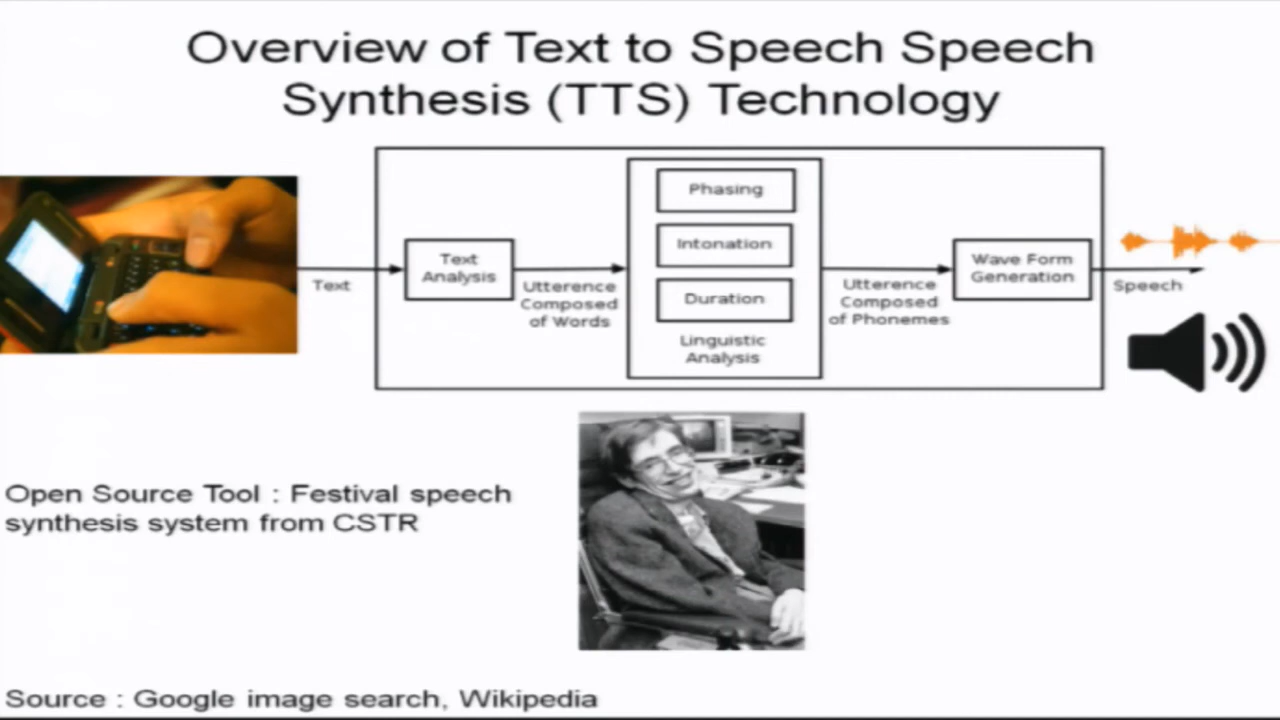 Overview of Text to Speech Speech
Synthesis (TTS) Technology
Text
Text
Analysis
Utterence
Composed
of Words
Phasing
Intonation
Duration
Linguistic
Analysis
Utterence
Composed
of Phonemes
Wave Form
Generation
Speech
Open Source Tool : Festival speech
synthesis system from CSTR
Source : Google image search, Wikipedia